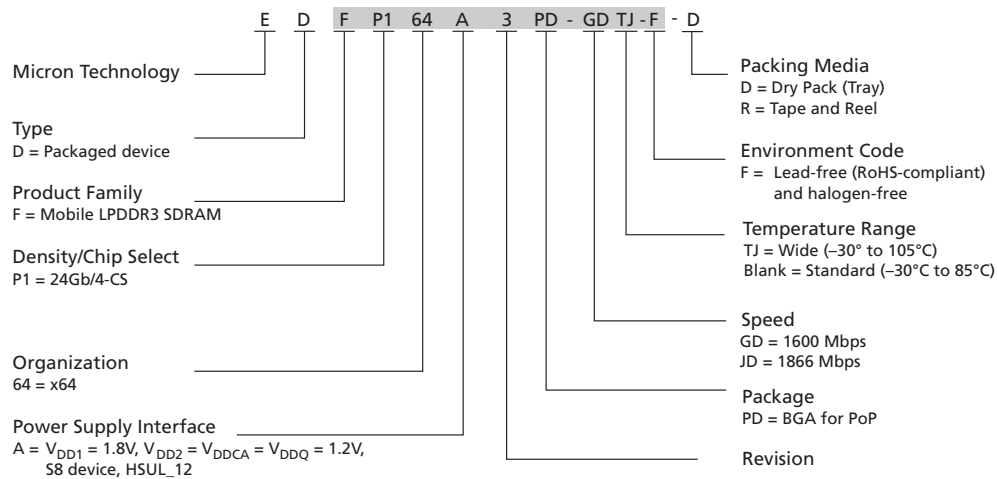 E D F P1 64 A 3 PD - GD TJ - F - D
Micron Technology
Type
D = Packaged device
Product Family
F = Mobile LPDDR3 SDRAM
Density/Chip Select
P1 = 24Gb/4-CS
Organization
64 = x64
Power Supply Interface
A = VDD1 = 1.8V, VDD2 = VDDCA = VDDQ = 1.2V,
S8 device, HSUL_12
Packing Media
D = Dry Pack (Tray)
R = Tape and Reel
Environment Code
F = Lead-free (RoHS-compliant)
and halogen-free
Temperature Range
TJ = Wide (–30° to 105°C)
Blank = Standard (–30°C to 85°C)
Speed
GD = 1600 Mbps
JD = 1866 Mbps
Package
PD = BGA for PoP
Revision